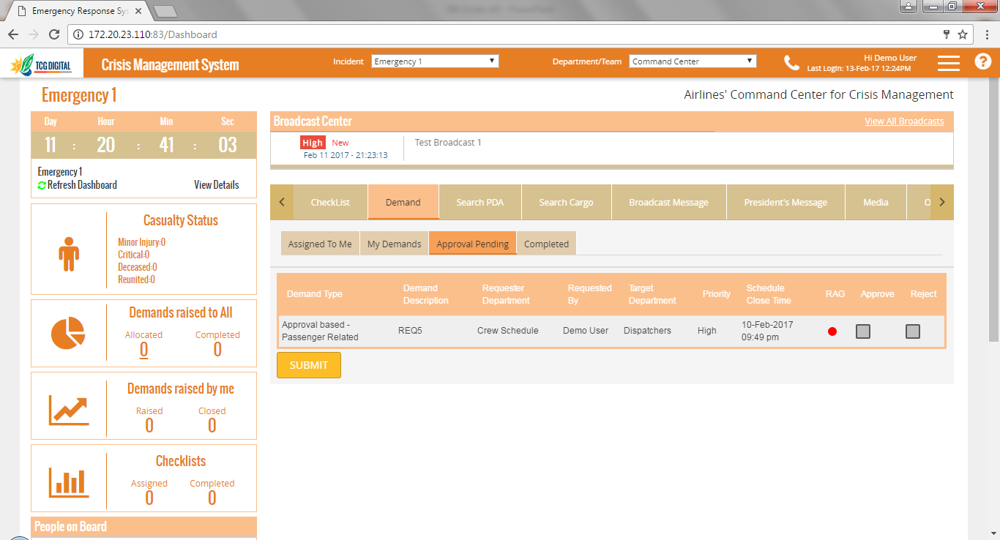 Emergency Response Sys
172.20.23.110:83/Dashboard
TCG DIGITAL
Crisis Management System
Incident
Emergency 1
Department/Team
Command Center
Hi Demo User
Last Login: 13-Feb-17 12:24PM
Emergency 1
Airlines' Command Center for Crisis Management
Day Hour Min Sec
11 : 20 : 41 : 03
Emergency 1
Refresh Dashboard View Details
Broadcast Center
View All Broadcasts
High New
Feb 11 2017 - 21:23:13
Test Broadcast 1
CheckList Demand Search PDA Search Cargo Broadcast Message President's Message Media O
Assigned To Me My Demands Approval Pending Completed
Demand Type
Demand
Description
Requester
Department
Requested
By
Target
Department
Priority
Schedule
Close Time
RAG
Approve
Reject
Approval based -
Passenger Related
REQ5
Crew Schedule
Demo User
Dispatchers
High
10-Feb-2017
09:49 pm
SUBMIT
Casualty Status
Minor Injury:0
Critical:0
Deceased:0
Reunited:0
Demands raised to All
Allocated Completed
0 0
Demands raised by me
Raised Closed
0 0
Checklists
Assigned Completed
0 0
People on Board